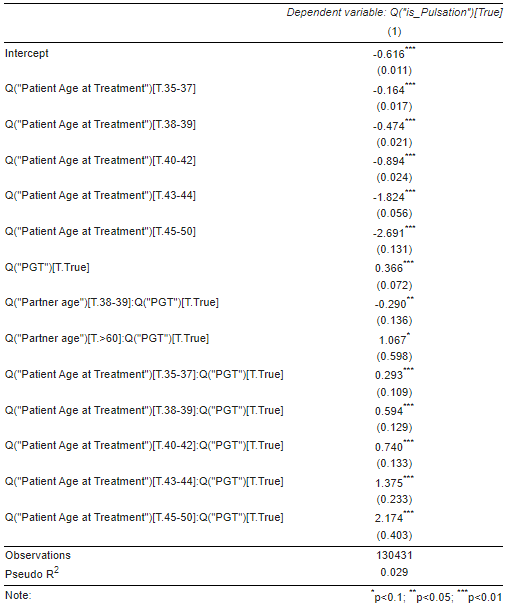 Dependent variable: Q("is_Pulsation")[True]
(1)
Intercept -0.616***
(0.011)
Q("Patient Age at Treatment")[T.35-37] -0.164***
(0.017)
Q("Patient Age at Treatment")[T.38-39] -0.474***
(0.021)
Q("Patient Age at Treatment")[T.40-42] -0.894***
(0.024)
Q("Patient Age at Treatment")[T.43-44] -1.824***
(0.056)
Q("Patient Age at Treatment")[T.45-50] -2.691***
(0.131)
Q("PGT")[T.True] 0.366***
(0.072)
Q("Partner age")[T.38-39]:Q("PGT")[T.True] -0.290**
(0.136)
Q("Partner age")[T.>60]:Q("PGT")[T.True] 1.067*
(0.598)
Q("Patient Age at Treatment")[T.35-37]:Q("PGT")[T.True] 0.293***
(0.109)
Q("Patient Age at Treatment")[T.38-39]:Q("PGT")[T.True] 0.594***
(0.129)
Q("Patient Age at Treatment")[T.40-42]:Q("PGT")[T.True] 0.740***
(0.133)
Q("Patient Age at Treatment")[T.43-44]:Q("PGT")[T.True] 1.375***
(0.233)
Q("Patient Age at Treatment")[T.45-50]:Q("PGT")[T.True] 2.174***
(0.403)
Observations 130431
Pseudo R2 0.029
Note: *p<0.1; **p<0.05; ***p<0.01